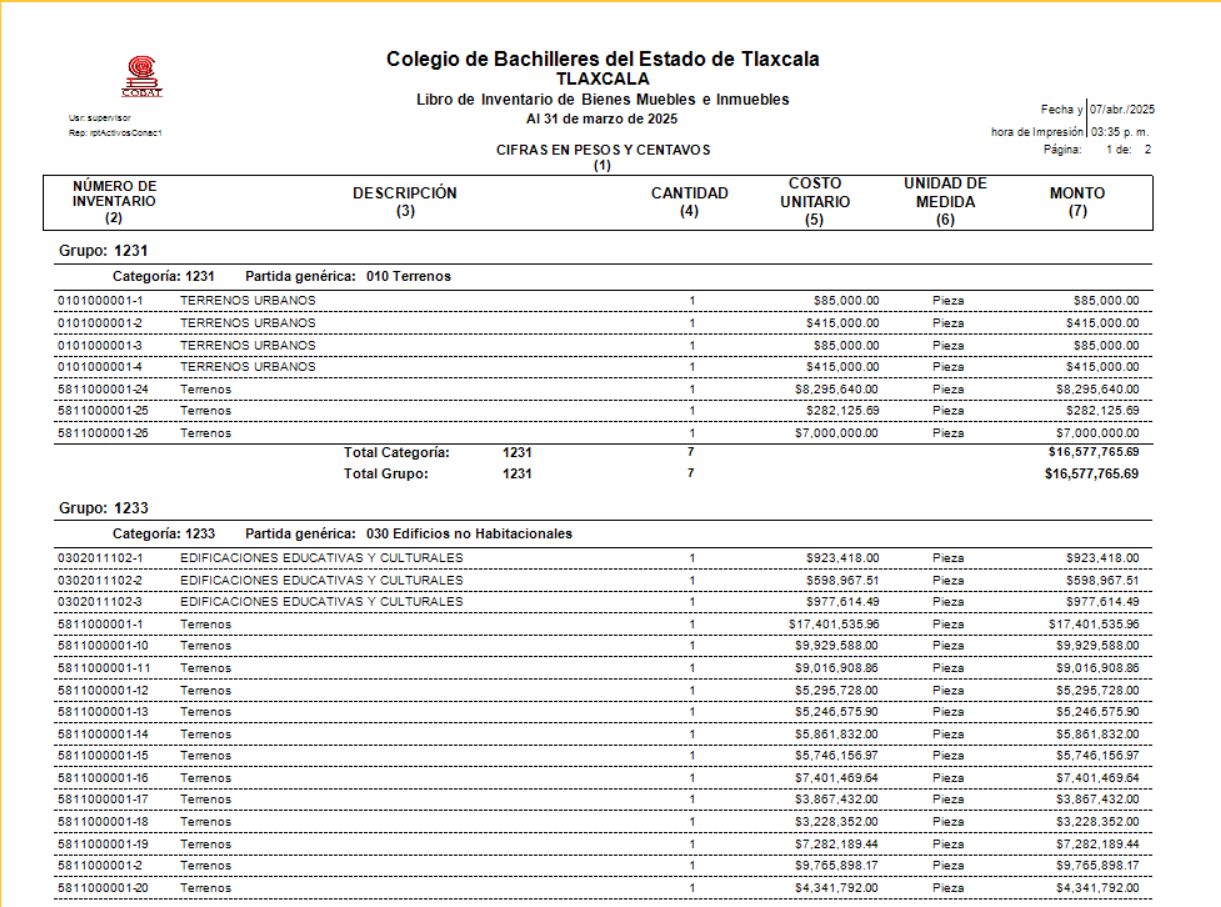 Colegio de Bachilleres del Estado de Tlaxcala
TLAXCALA
Libro de Inventario de Bienes Muebles e Inmuebles
Al 31 de marzo de 2025
COBAT
Usr: supervisor
Rep: rptActivosConac1
Fecha y 07/abr./2025
hora de Impresión 03:35 p. m.
Página: 1 de: 2
CIFRAS EN PESOS Y CENTAVOS
(1)
NÚMERO DE INVENTARIO (2) DESCRIPCIÓN (3) CANTIDAD (4) COSTO UNITARIO (5) UNIDAD DE MEDIDA (6) MONTO (7)
Grupo: 1231
Categoría: 1231 Partida genérica: 010 Terrenos
0101000001-1 TERRENOS URBANOS 1 $85,000.00 Pieza $85,000.00
0101000001-2 TERRENOS URBANOS 1 $415,000.00 Pieza $415,000.00
0101000001-3 TERRENOS URBANOS 1 $85,000.00 Pieza $85,000.00
0101000001-4 TERRENOS URBANOS 1 $415,000.00 Pieza $415,000.00
5811000001-24 Terrenos 1 $8,295,640.00 Pieza $8,295,640.00
5811000001-25 Terrenos 1 $282,125.69 Pieza $282,125.69
5811000001-26 Terrenos 1 $7,000,000.00 Pieza $7,000,000.00
Total Categoría: 1231 7 $16,577,765.69
Total Grupo: 1231 7 $16,577,765.69
Grupo: 1233
Categoría: 1233 Partida genérica: 030 Edificios no Habitacionales
0302011102-1 EDIFICACIONES EDUCATIVAS Y CULTURALES 1 $923,418.00 Pieza $923,418.00
0302011102-2 EDIFICACIONES EDUCATIVAS Y CULTURALES 1 $598,967.51 Pieza $598,967.51
0302011102-3 EDIFICACIONES EDUCATIVAS Y CULTURALES 1 $977,614.49 Pieza $977,614.49
5811000001-1 Terrenos 1 $17,401,535.96 Pieza $17,401,535.96
5811000001-10 Terrenos 1 $9,929,588.00 Pieza $9,929,588.00
5811000001-11 Terrenos 1 $9,016,908.86 Pieza $9,016,908.86
5811000001-12 Terrenos 1 $5,295,728.00 Pieza $5,295,728.00
5811000001-13 Terrenos 1 $5,246,575.90 Pieza $5,246,575.90
5811000001-14 Terrenos 1 $5,861,832.00 Pieza $5,861,832.00
5811000001-15 Terrenos 1 $5,746,156.97 Pieza $5,746,156.97
5811000001-16 Terrenos 1 $7,401,469.64 Pieza $7,401,469.64
5811000001-17 Terrenos 1 $3,867,432.00 Pieza $3,867,432.00
5811000001-18 Terrenos 1 $3,228,352.00 Pieza $3,228,352.00
5811000001-19 Terrenos 1 $7,282,189.44 Pieza $7,282,189.44
5811000001-2 Terrenos 1 $9,765,898.17 Pieza $9,765,898.17
5811000001-20 Terrenos 1 $4,341,792.00 Pieza $4,341,792.00